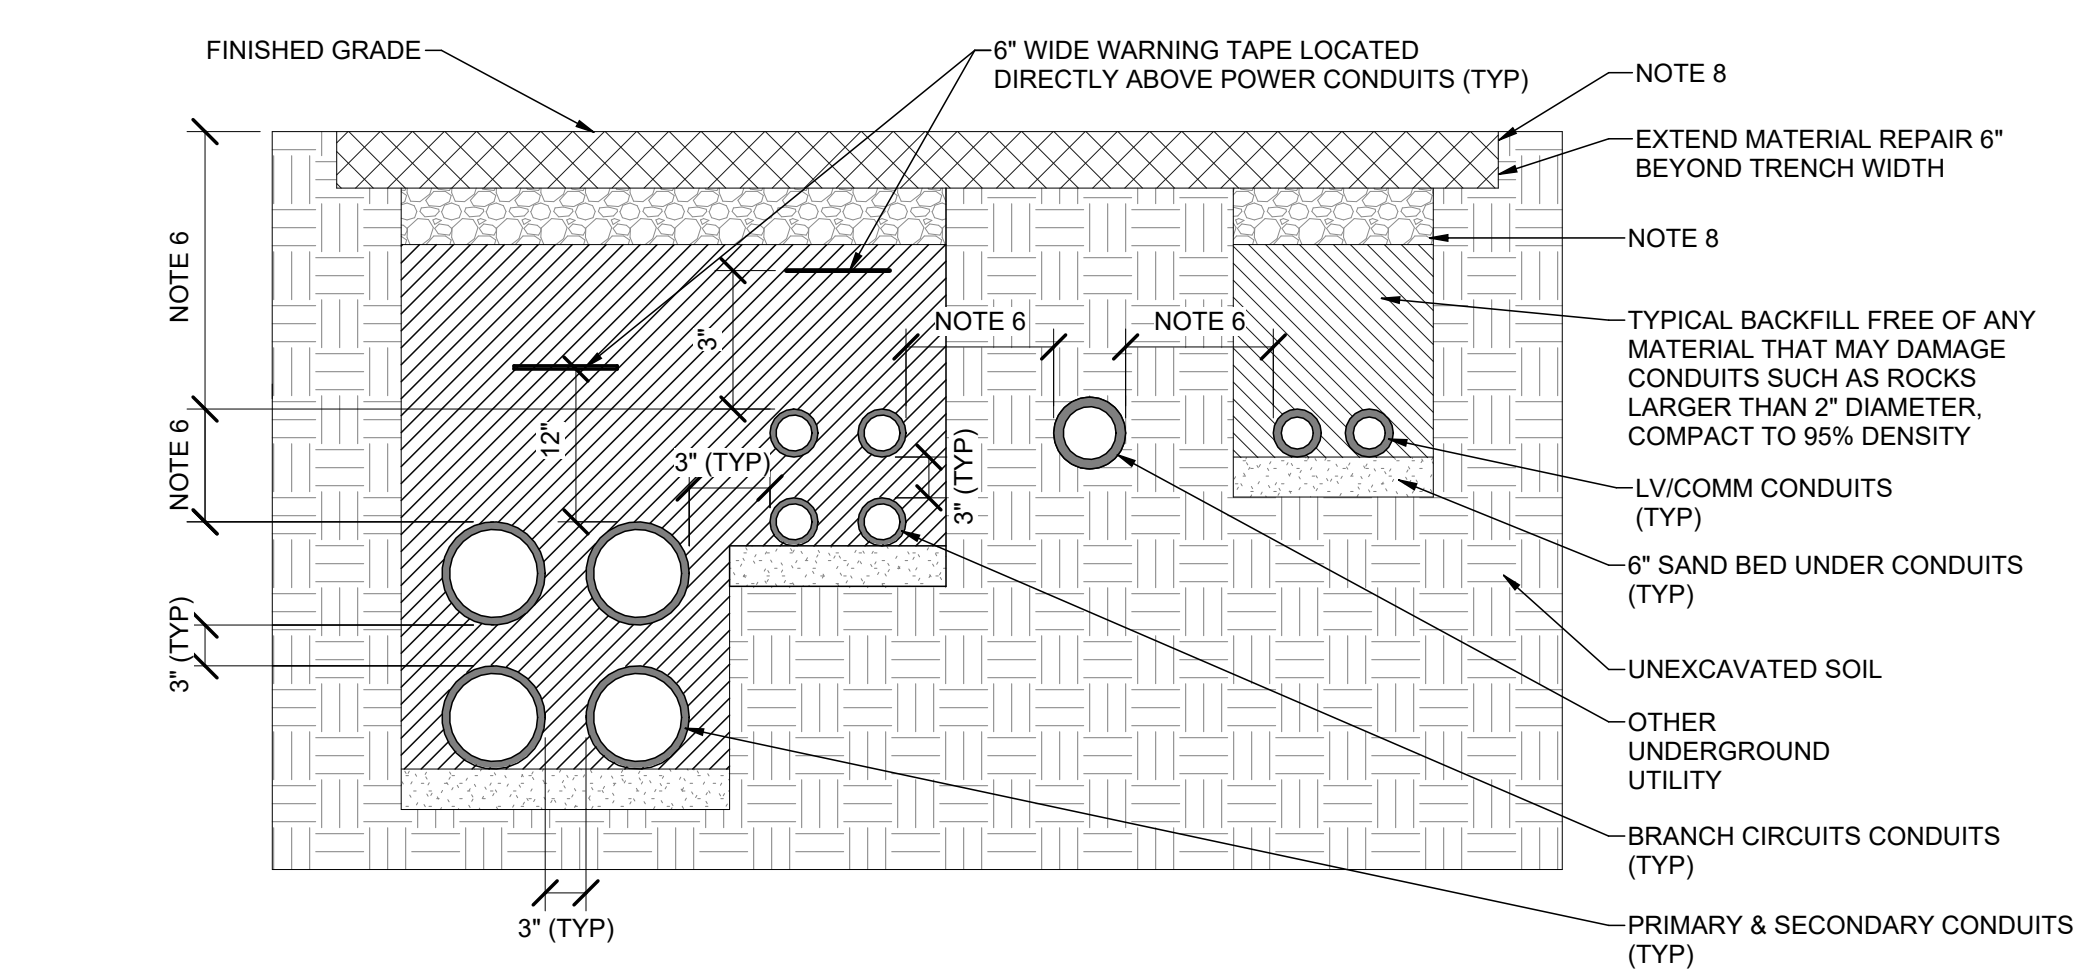 FINISHED GRADE
6" WIDE WARNING TAPE LOCATED
DIRECTLY ABOVE POWER CONDUITS (TYP)
NOTE 8
EXTEND MATERIAL REPAIR 6"
BEYOND TRENCH WIDTH
NOTE 8
NOTE 6
NOTE 6
3" (TYP)
12"
3"
3" (TYP)
3" (TYP)
NOTE 6
NOTE 6
3" (TYP)
TYPICAL BACKFILL FREE OF ANY
MATERIAL THAT MAY DAMAGE
CONDUITS SUCH AS ROCKS
LARGER THAN 2" DIAMETER,
COMPACT TO 95% DENSITY
LV/COMM CONDUITS
(TYP)
6" SAND BED UNDER CONDUITS
(TYP)
UNEXCAVATED SOIL
OTHER
UNDERGROUND
UTILITY
BRANCH CIRCUITS CONDUITS
(TYP)
PRIMARY & SECONDARY CONDUITS
(TYP)